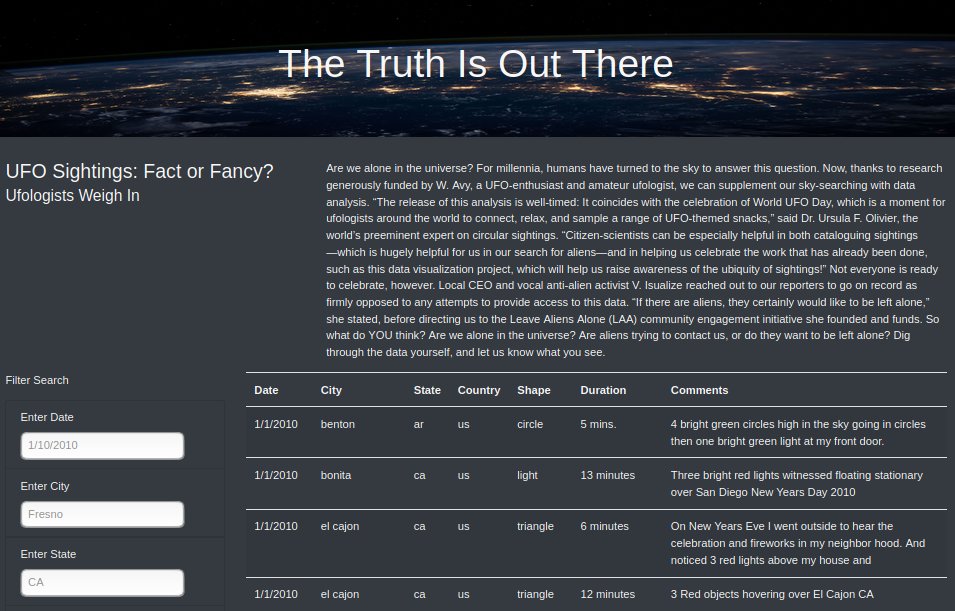 The Truth Is Out There
UFO Sightings: Fact or Fancy?
Ufologists Weigh In
Are we alone in the universe? For millennia, humans have turned to the sky to answer this question. Now, thanks to research
generously funded by W. Avy, a UFO-enthusiast and amateur ufologist, we can supplement our sky-searching with data
analysis. “The release of this analysis is well-timed: It coincides with the celebration of World UFO Day, which is a moment for
ufologists around the world to connect, relax, and sample a range of UFO-themed snacks,” said Dr. Ursula F. Olivier, the
world’s preeminent expert on circular sightings. “Citizen-scientists can be especially helpful in both cataloguing sightings
—which is hugely helpful for us in our search for aliens—and in helping us celebrate the work that has already been done,
such as this data visualization project, which will help us raise awareness of the ubiquity of sightings!” Not everyone is ready
to celebrate, however. Local CEO and vocal anti-alien activist V. Isualize reached out to our reporters to go on record as
firmly opposed to any attempts to provide access to this data. “If there are aliens, they certainly would like to be left alone,”
she stated, before directing us to the Leave Aliens Alone (LAA) community engagement initiative she founded and funds. So
what do YOU think? Are we alone in the universe? Are aliens trying to contact us, or do they want to be left alone? Dig
through the data yourself, and let us know what you see.
Filter Search
Enter Date
1/10/2010
Enter City
Fresno
Enter State
CA
Date City State Country Shape Duration Comments
1/1/2010 benton ar us circle 5 mins. 4 bright green circles high in the sky going in circles
then one bright green light at my front door.
1/1/2010 bonita ca us light 13 minutes Three bright red lights witnessed floating stationary
over San Diego New Years Day 2010
1/1/2010 el cajon ca us triangle 6 minutes On New Years Eve I went outside to hear the
celebration and fireworks in my neighbor hood. And
noticed 3 red lights above my house and
1/1/2010 el cajon ca us triangle 12 minutes 3 Red objects hovering over El Cajon CA